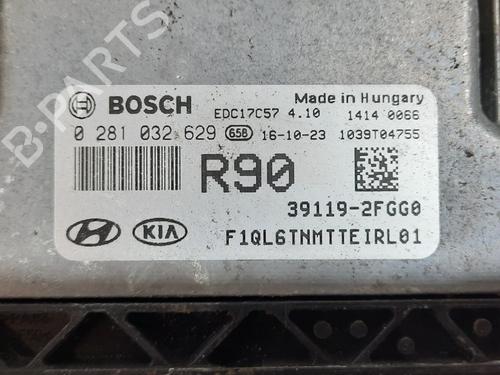 B-PARTS
BOSCH EDC17C57 4.10 Made in Hungary 1414 0066
0 281 032 629 658 16-10-23 1039T04755
R90
39119-2FGG0
KIA F1QL6TNMTTEIRL01